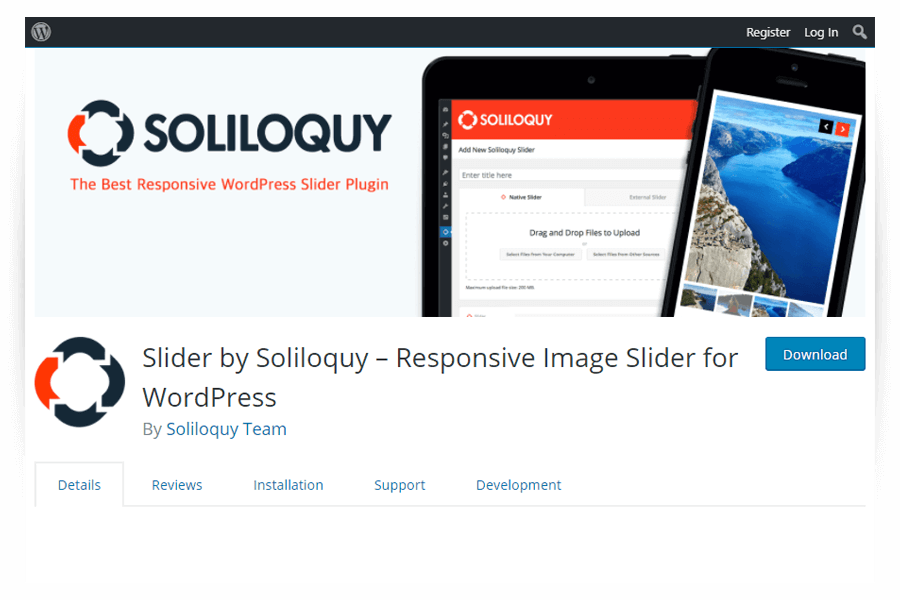 Register Log In
SOLILOQUY
The Best Responsive WordPress Slider Plugin
SOLILOQUY
Add New Soliloquy Slider
Enter title here
Native Slider External Slider
Drag and Drop Files to Upload
or
Select Files from Your Computer Select Files from Other Sources
Maximum upload file size: 255 MB.
Slider by Soliloquy – Responsive Image Slider for
WordPress
Download
By Soliloquy Team
Details Reviews Installation Support Development